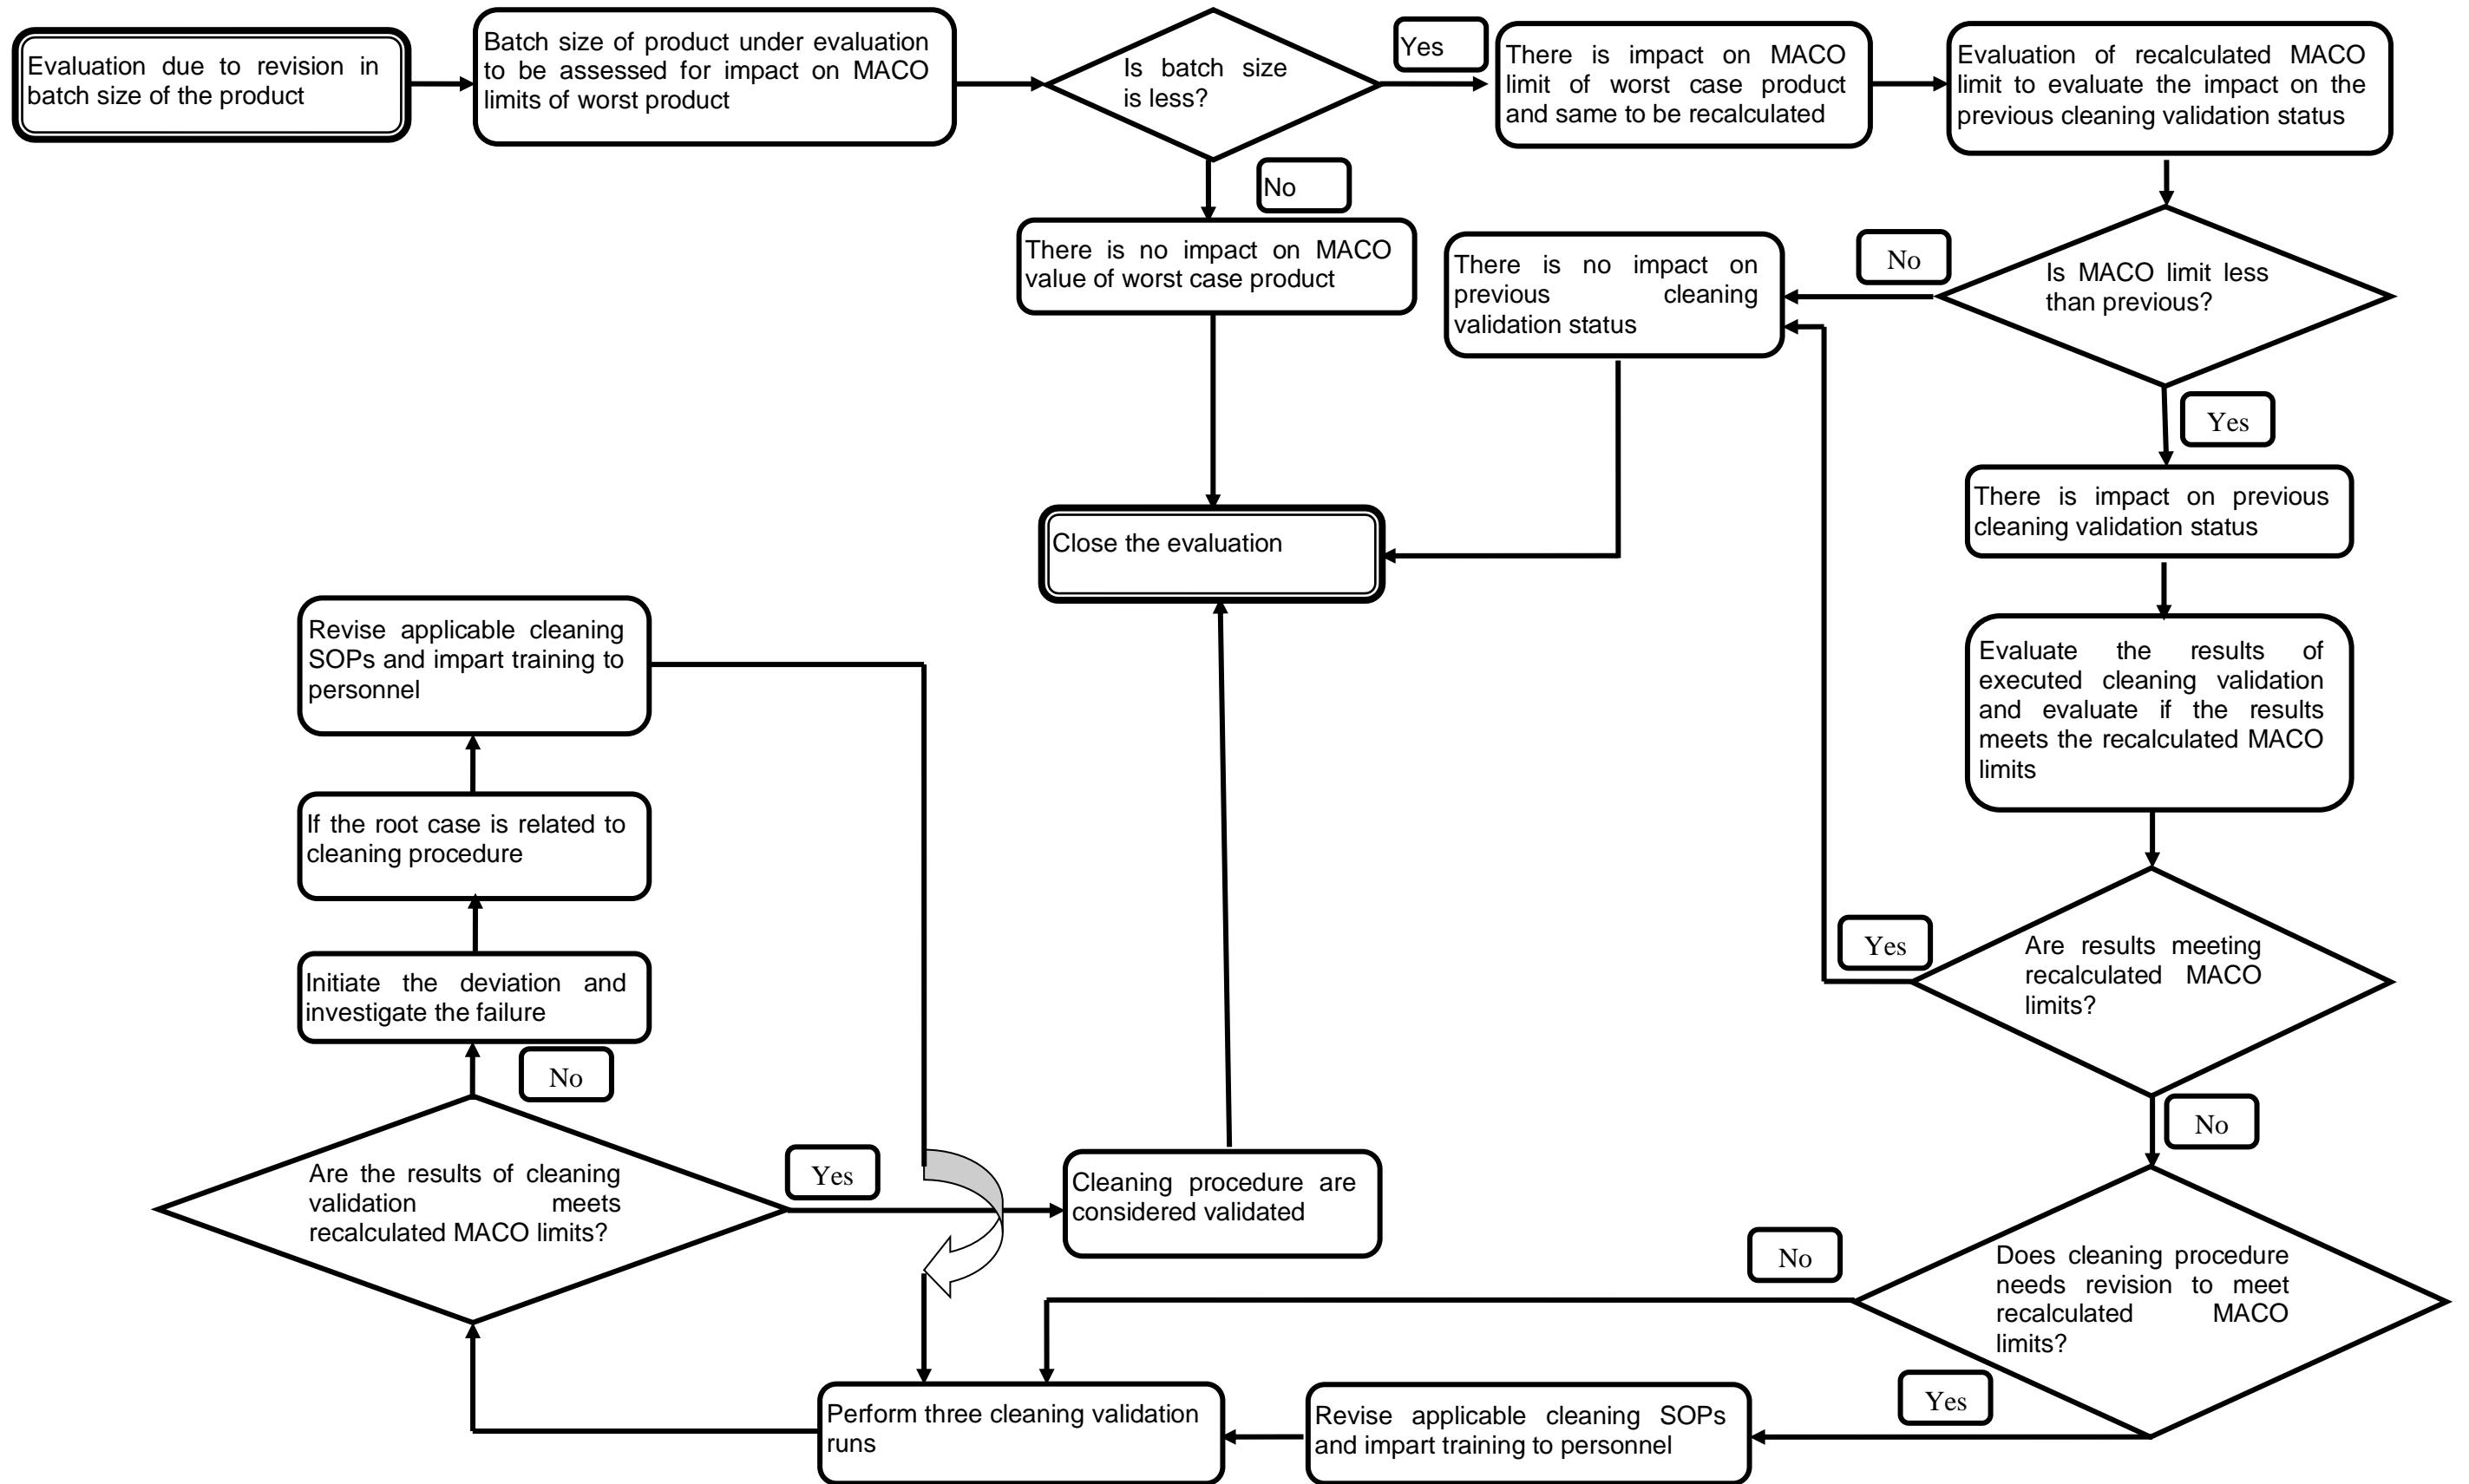 Evaluation due to revision in
batch size of the product
Batch size of product under evaluation
to be assessed for impact on MACO
limits of worst product
Is batch size
is less?
Yes
There is impact on MACO
limit of worst case product
and same to be recalculated
Evaluation of recalculated MACO
limit to evaluate the impact on the
previous cleaning validation status
No
There is no impact on MACO
value of worst case product
There is no impact on
previous cleaning
validation status
No
Is MACO limit less
than previous?
Yes
There is impact on previous
cleaning validation status
Close the evaluation
Evaluate the results of
executed cleaning validation
and evaluate if the results
meets the recalculated MACO
limits
Revise applicable cleaning
SOPs and impart training to
personnel
If the root case is related to
cleaning procedure
Initiate the deviation and
investigate the failure
No
Yes
Are results meeting
recalculated MACO
limits?
No
Are the results of cleaning
validation meets
recalculated MACO limits?
Yes
Cleaning procedure are
considered validated
No
Does cleaning procedure
needs revision to meet
recalculated MACO
limits?
Yes
Perform three cleaning validation
runs
Revise applicable cleaning SOPs
and impart training to personnel